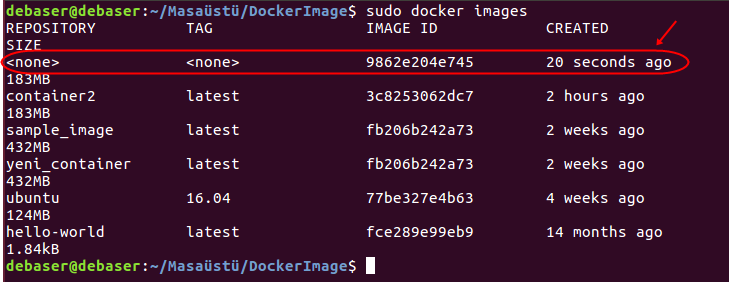 debaser@debaser:~/Masaüstü/DockerImage$ sudo docker images
REPOSITORY TAG IMAGE ID CREATED
SIZE
<none> <none> 9862e204e745 20 seconds ago
183MB
container2 latest 3c8253062dc7 2 hours ago
183MB
sample_image latest fb206b242a73 2 weeks ago
432MB
yeni_container latest fb206b242a73 2 weeks ago
432MB
ubuntu 16.04 77be327e4b63 4 weeks ago
124MB
hello-world latest fce289e99eb9 14 months ago
1.84kB
debaser@debaser:~/Masaüstü/DockerImage$